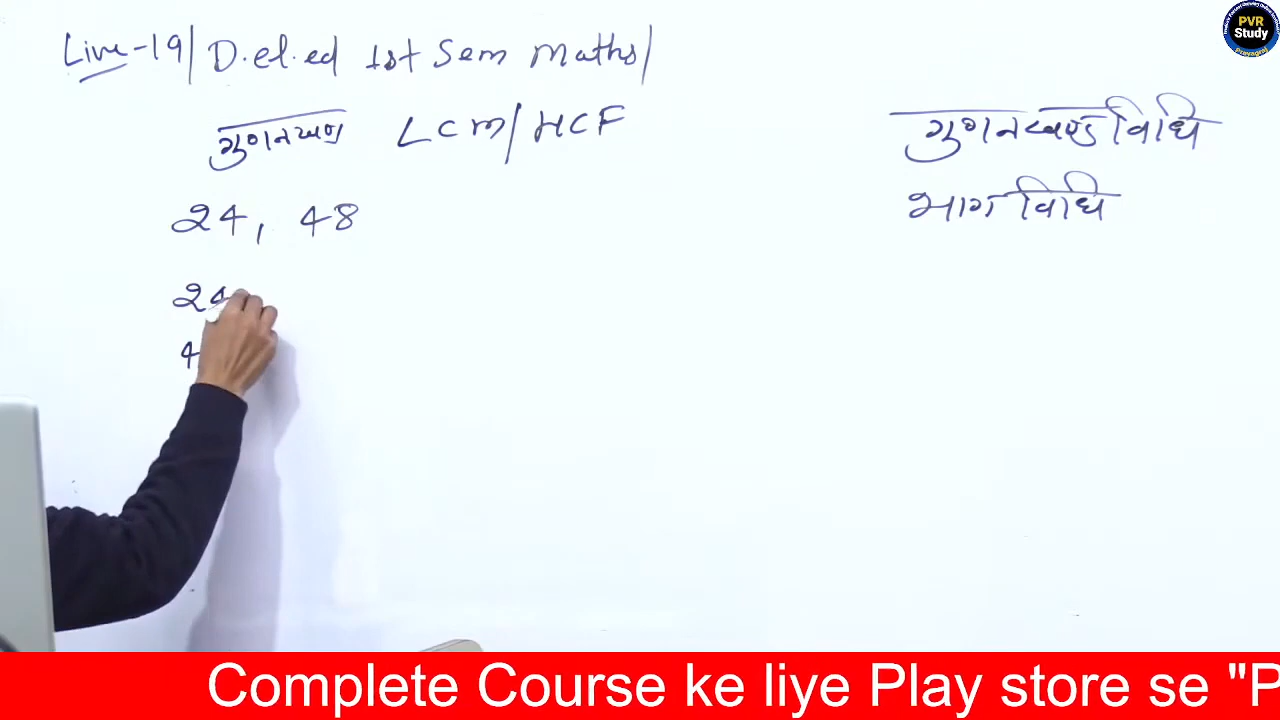 Live-19/ D.el.ed 1st Sem Maths/
गुणनखण्ड LCM/HCF
24, 48
24
4
गुणनखण्ड विधि
भाग विधि
PVR
Study
Prayagraj
Complete Course ke liye Play store se "P